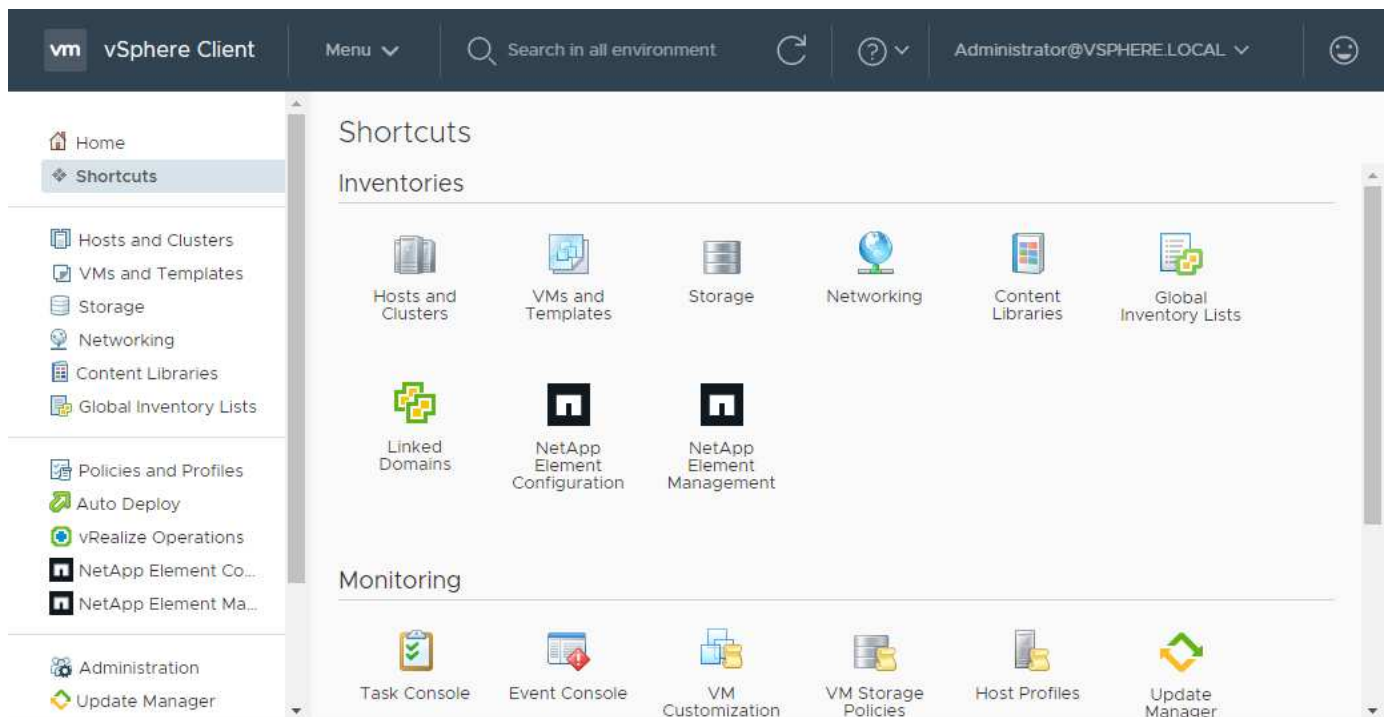 vm vSphere Client Menu Search in all environment Administrator@VSPHERE.LOCAL
Home
Shortcuts
Hosts and Clusters
VMs and Templates
Storage
Networking
Content Libraries
Global Inventory Lists
Policies and Profiles
Auto Deploy
vRealize Operations
NetApp Element Co...
NetApp Element Ma...
Administration
Update Manager
Shortcuts
Inventories
Hosts and
Clusters
VMs and
Templates
Storage
Networking
Content
Libraries
Global
Inventory Lists
Linked
Domains
NetApp
Element
Configuration
NetApp
Element
Management
Monitoring
Task Console
Event Console
VM
Customization
VM Storage
Policies
Host Profiles
Update
Manager